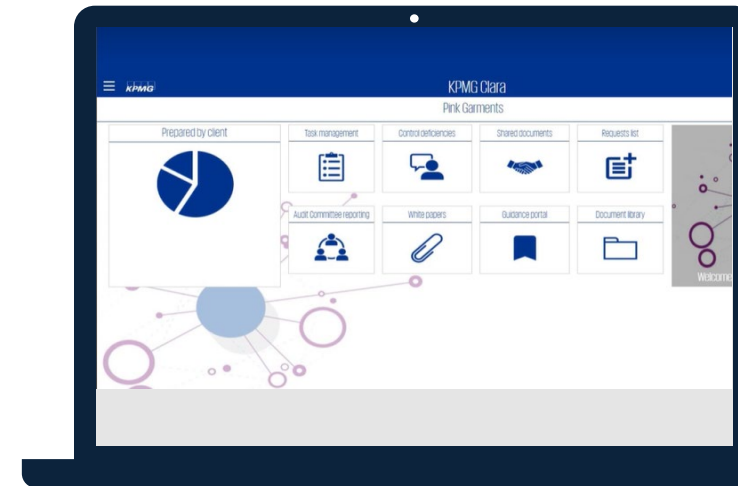 KPMG
KPMG Clara
Pink Garments
Prepared by client
Task management
Control deficiencies
Shared documents
Requests list
Audit Committee reporting
White papers
Guidance portal
Document library
Welcome